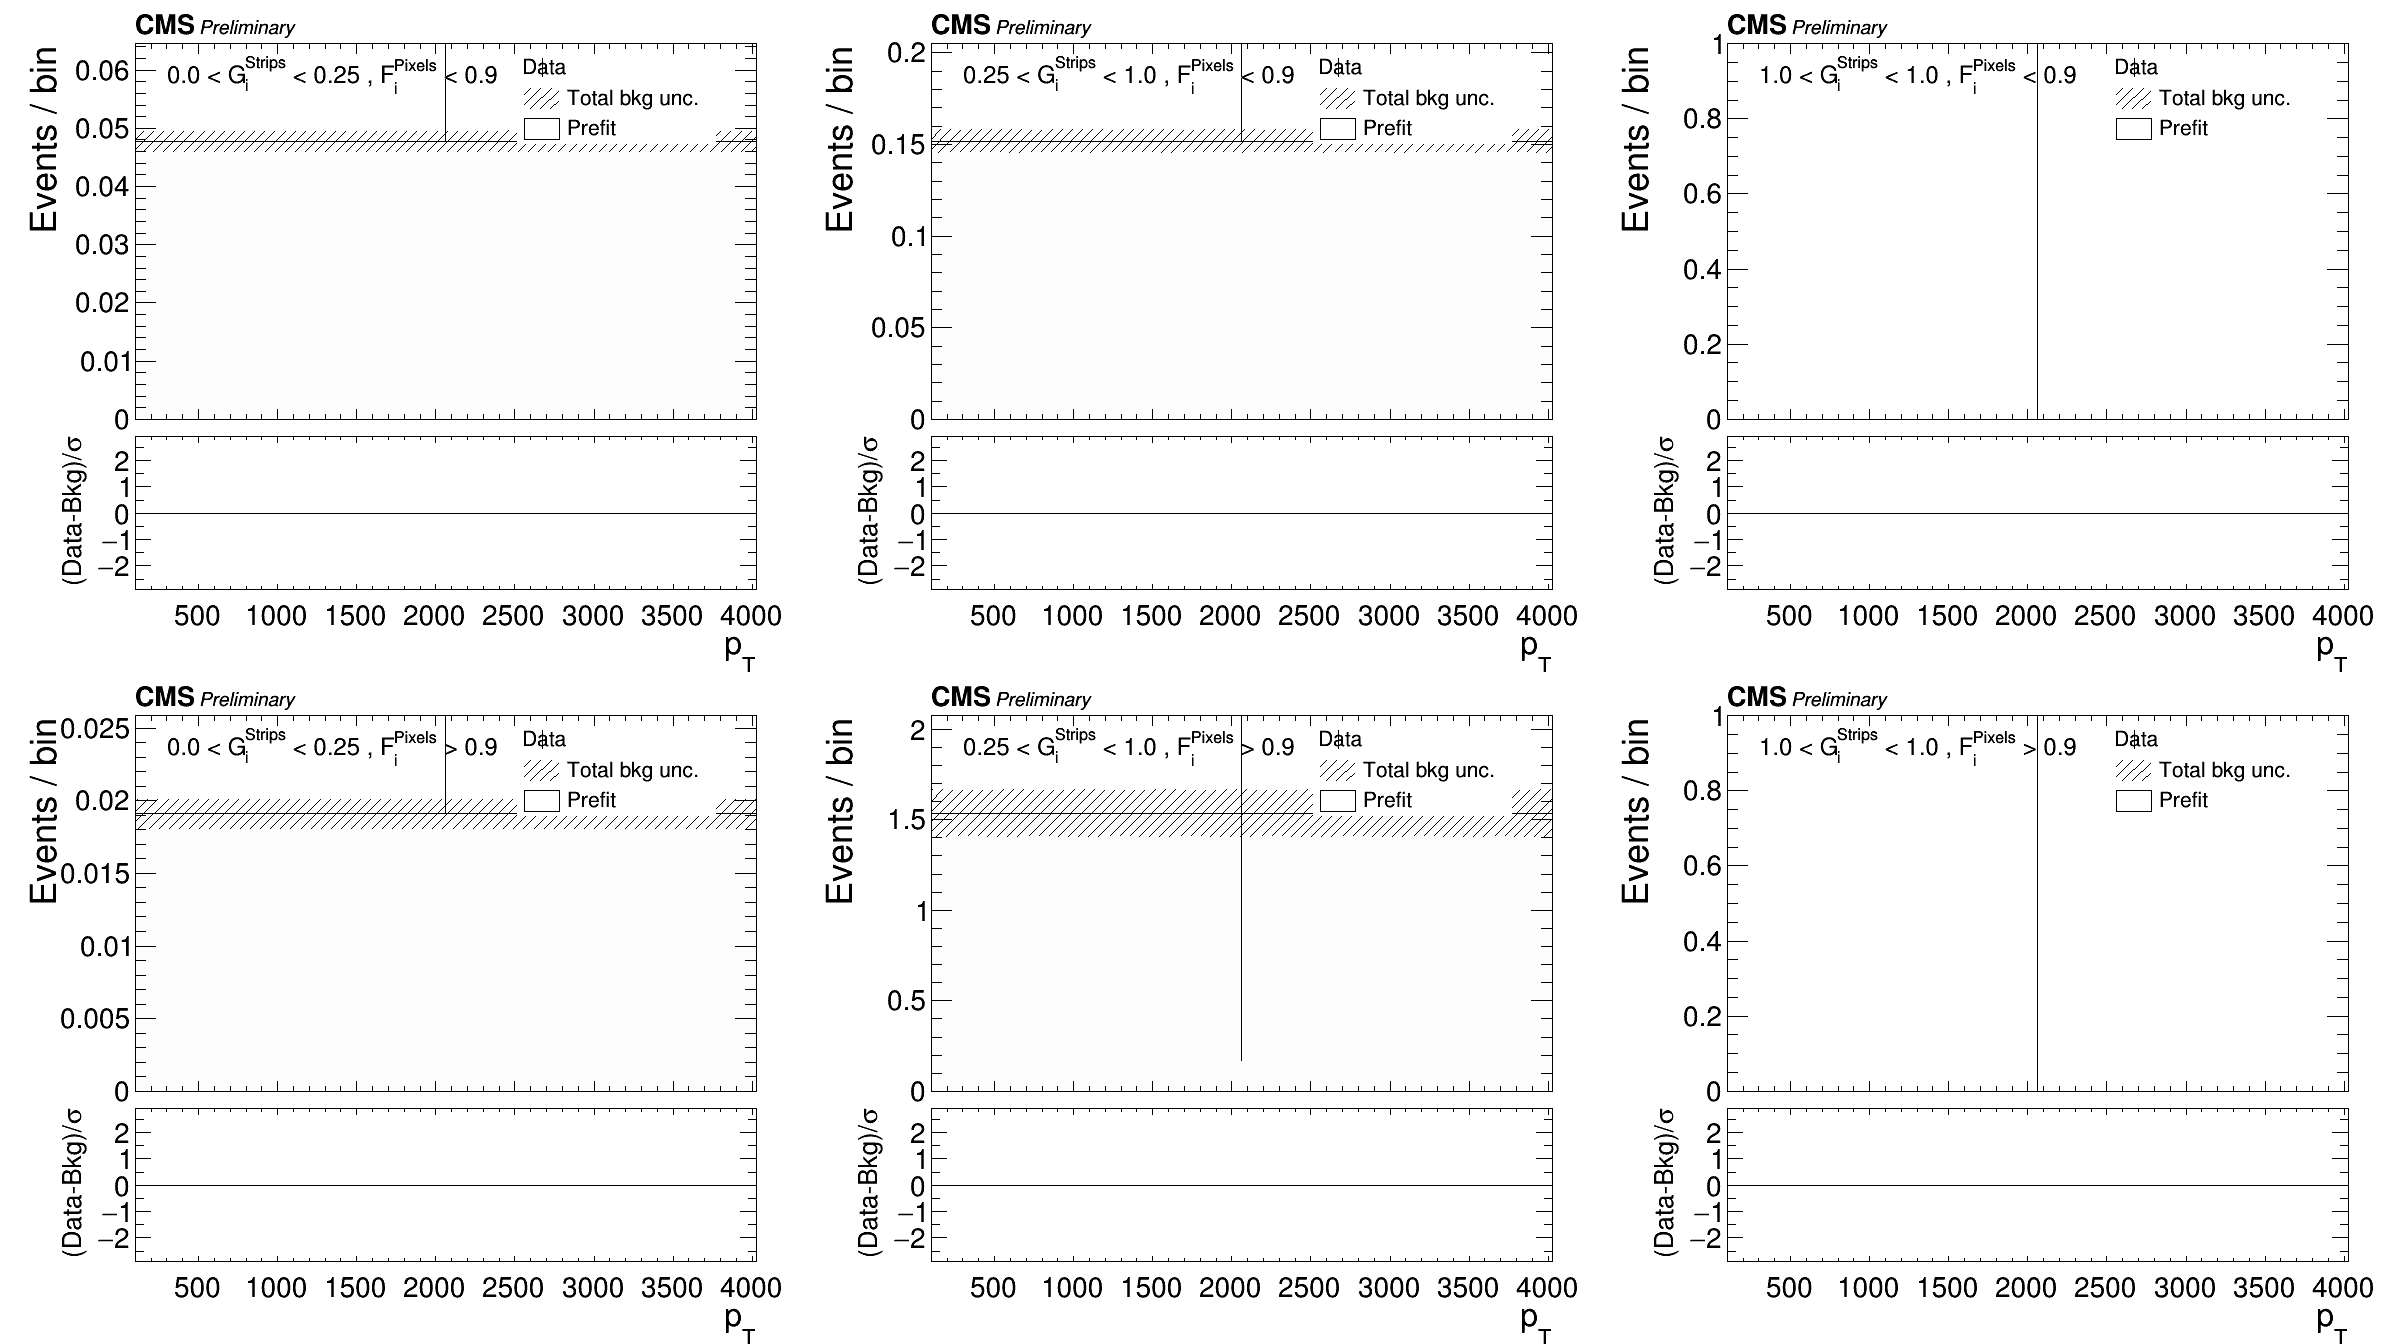 CMS Preliminary
Events / bin
0.06
0.05
0.04
0.03
0.02
0.01
0
0.0 < G_i^Strips < 0.25 , F_i^Pixels < 0.9
Data
Total bkg unc.
Prefit
(Data-Bkg)/σ
2
1
0
−1
−2
500 1000 1500 2000 2500 3000 3500 4000
p_T
CMS Preliminary
Events / bin
0.2
0.15
0.1
0.05
0
0.25 < G_i^Strips < 1.0 , F_i^Pixels < 0.9
Data
Total bkg unc.
Prefit
(Data-Bkg)/σ
2
1
0
−1
−2
500 1000 1500 2000 2500 3000 3500 4000
p_T
CMS Preliminary
Events / bin
1
0.8
0.6
0.4
0.2
0
1.0 < G_i^Strips < 1.0 , F_i^Pixels < 0.9
Data
Total bkg unc.
Prefit
(Data-Bkg)/σ
2
1
0
−1
−2
500 1000 1500 2000 2500 3000 3500 4000
p_T
CMS Preliminary
Events / bin
0.025
0.02
0.015
0.01
0.005
0
0.0 < G_i^Strips < 0.25 , F_i^Pixels > 0.9
Data
Total bkg unc.
Prefit
(Data-Bkg)/σ
2
1
0
−1
−2
500 1000 1500 2000 2500 3000 3500 4000
p_T
CMS Preliminary
Events / bin
2
1.5
1
0.5
0
0.25 < G_i^Strips < 1.0 , F_i^Pixels > 0.9
Data
Total bkg unc.
Prefit
(Data-Bkg)/σ
2
1
0
−1
−2
500 1000 1500 2000 2500 3000 3500 4000
p_T
CMS Preliminary
Events / bin
1
0.8
0.6
0.4
0.2
0
1.0 < G_i^Strips < 1.0 , F_i^Pixels > 0.9
Data
Total bkg unc.
Prefit
(Data-Bkg)/σ
2
1
0
−1
−2
500 1000 1500 2000 2500 3000 3500 4000
p_T